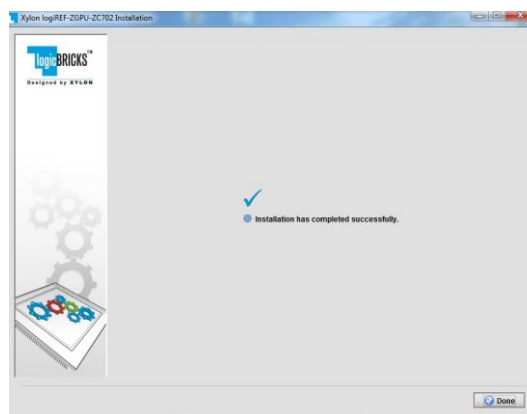 Xylon logiREF-ZGPU-ZC702 Installation
logicBRICKS™
Designed by XYLON
Installation has completed successfully.
Done